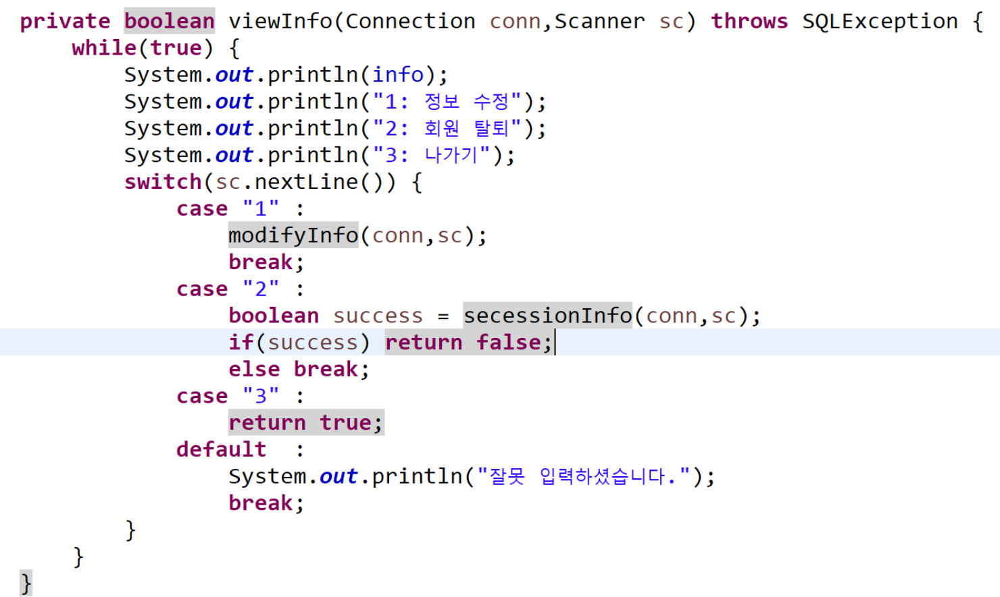 private boolean viewInfo(Connection conn,Scanner sc) throws SQLException {
    while(true) {
        System.out.println(info);
        System.out.println("1: 정보 수정");
        System.out.println("2: 회원 탈퇴");
        System.out.println("3: 나가기");
        switch(sc.nextLine()) {
            case "1" :
                modifyInfo(conn,sc);
                break;
            case "2" :
                boolean success = secessionInfo(conn,sc);
                if(success) return false;
                else break;
            case "3" :
                return true;
            default  :
                System.out.println("잘못 입력하셨습니다.");
                break;
        }
    }
}